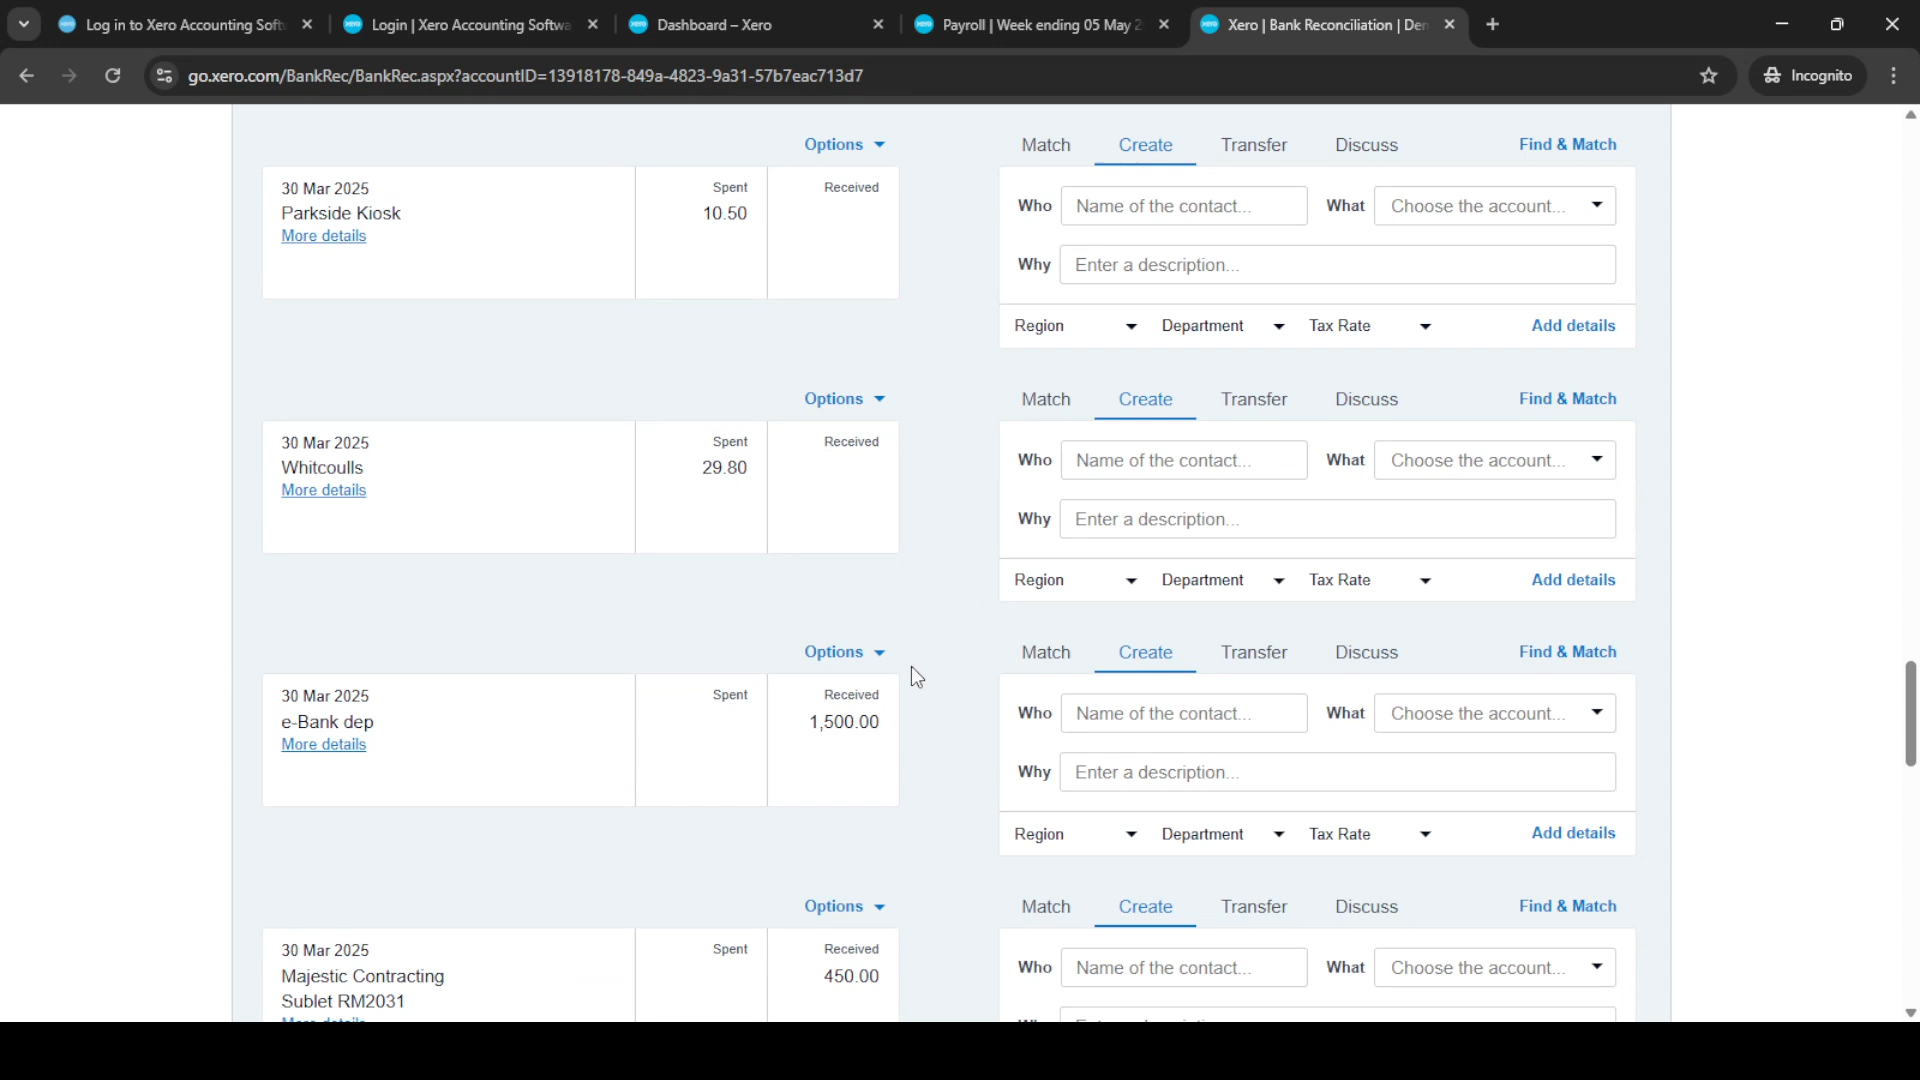 Log in to Xero Accounting Soft
Login | Xero Accounting Softwa
Dashboard – Xero
Payroll | Week ending 05 May 2
Xero | Bank Reconciliation | Den
go.xero.com/BankRec/BankRec.aspx?accountID=13918178-849a-4823-9a31-57b7eac713d7
Incognito
Options
Match Create Transfer Discuss Find & Match
30 Mar 2025 Spent Received
Parkside Kiosk 10.50
More details
Who Name of the contact... What Choose the account...
Why Enter a description...
Region Department Tax Rate Add details
Options
Match Create Transfer Discuss Find & Match
30 Mar 2025 Spent Received
Whitcoulls 29.80
More details
Who Name of the contact... What Choose the account...
Why Enter a description...
Region Department Tax Rate Add details
Options
Match Create Transfer Discuss Find & Match
30 Mar 2025 Spent Received
e-Bank dep 1,500.00
More details
Who Name of the contact... What Choose the account...
Why Enter a description...
Region Department Tax Rate Add details
Options
Match Create Transfer Discuss Find & Match
30 Mar 2025 Spent Received
Majestic Contracting 450.00
Sublet RM2031
Who Name of the contact... What Choose the account...